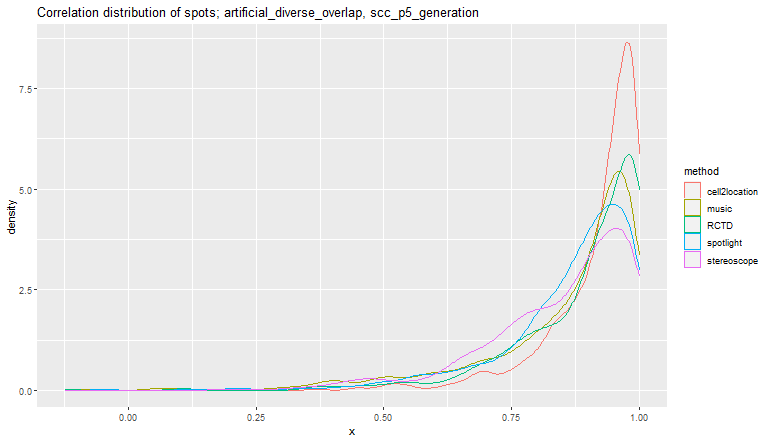 Correlation distribution of spots; artificial_diverse_overlap, scc_p5_generation
density
7.5
5.0
2.5
0.0
0.00
0.25
0.50
0.75
1.00
x
method
cell2location
music
RCTD
spotlight
stereoscope